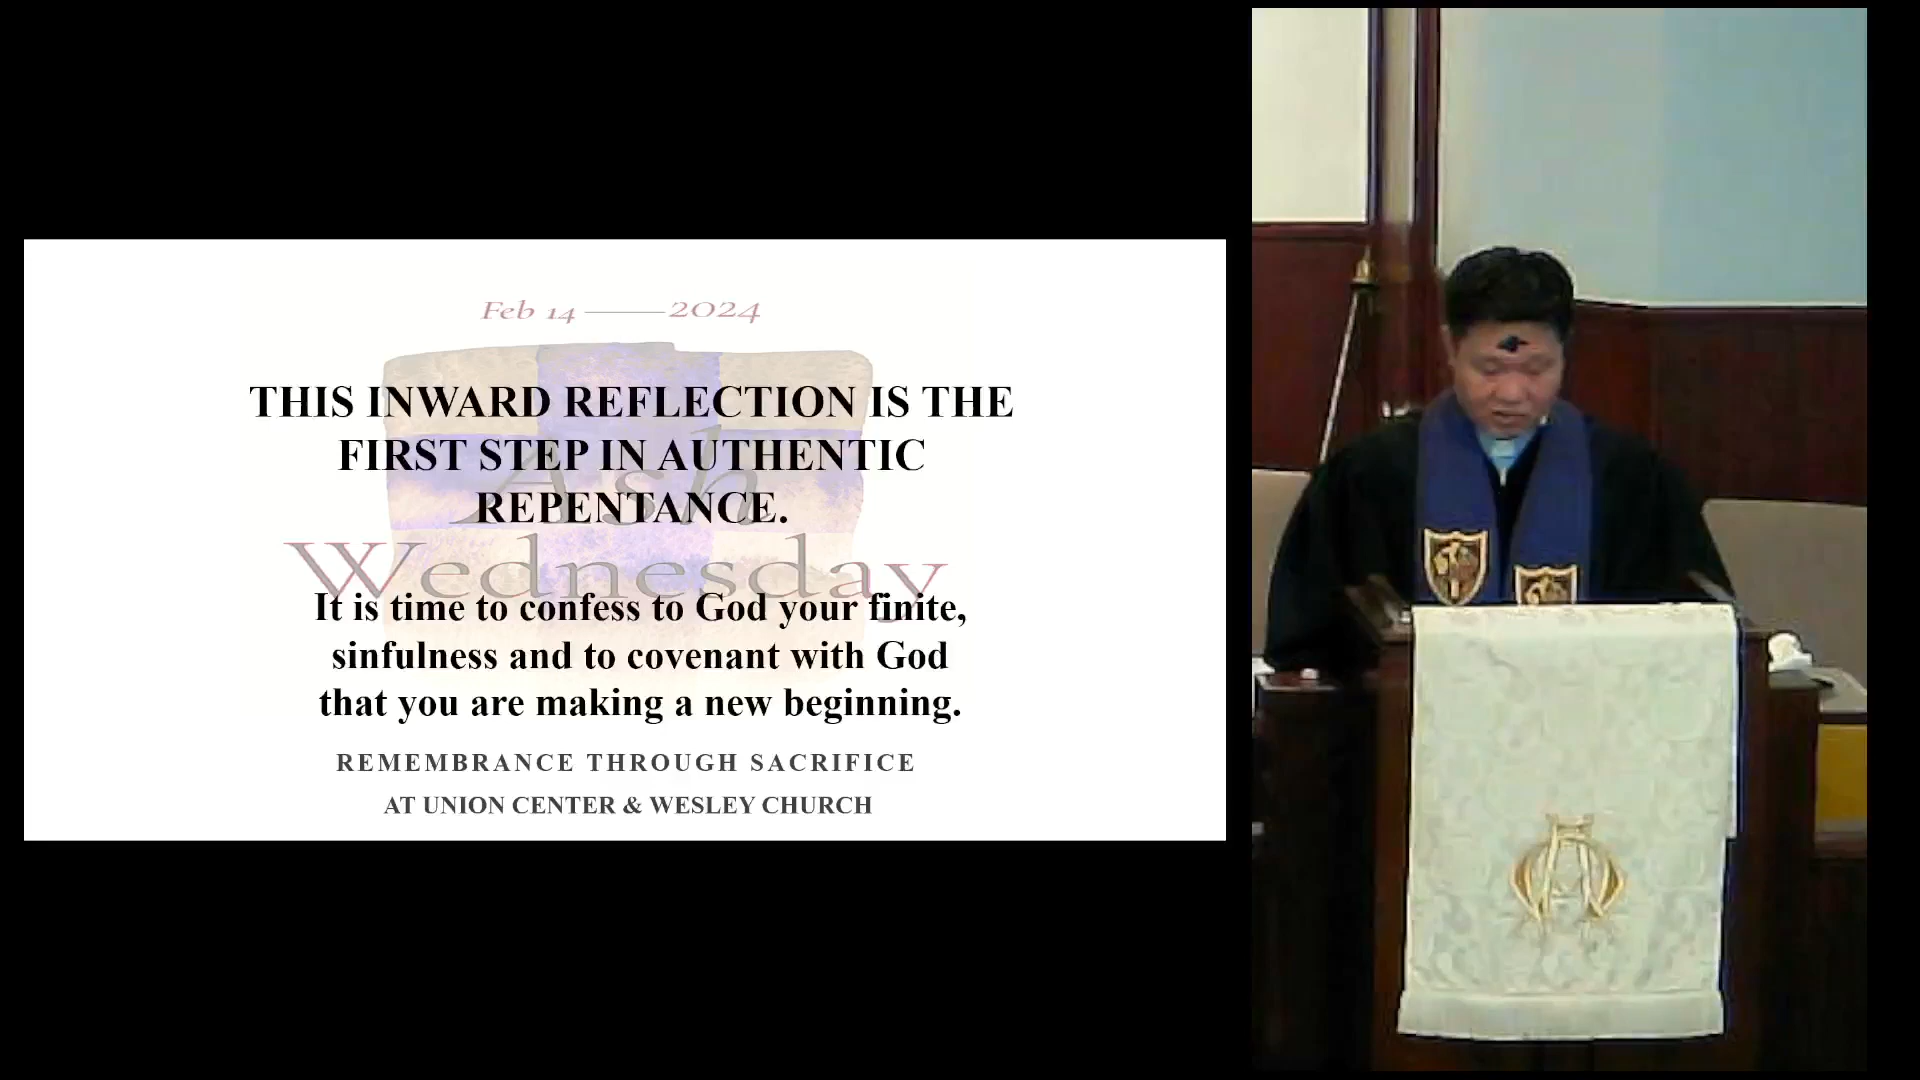 Feb 14 —— 2024
THIS INWARD REFLECTION IS THE
FIRST STEP IN AUTHENTIC
REPENTANCE.
Ash
Wednesday
It is time to confess to God your finite,
sinfulness and to covenant with God
that you are making a new beginning.
REMEMBRANCE THROUGH SACRIFICE
AT UNION CENTER & WESLEY CHURCH